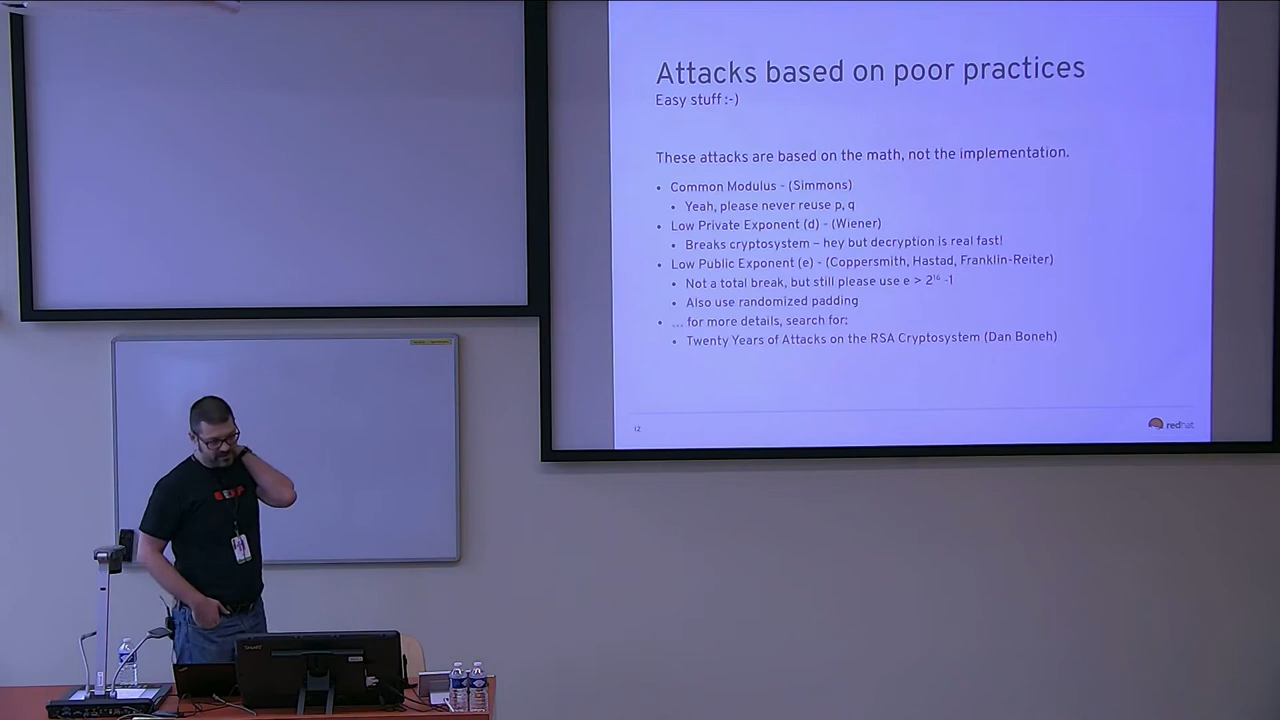 Attacks based on poor practices
Easy stuff :-)
These attacks are based on the math, not the implementation.
• Common Modulus - (Simmons)
• Yeah, please never reuse p, q
• Low Private Exponent (d) - (Wiener)
• Breaks cryptosystem – hey but decryption is real fast!
• Low Public Exponent (e) - (Coppersmith, Hastad, Franklin-Reiter)
• Not a total break, but still please use e > 2¹⁶ -1
• Also use randomized padding
• ... for more details, search for:
• Twenty Years of Attacks on the RSA Cryptosystem (Dan Boneh)
12
redhat